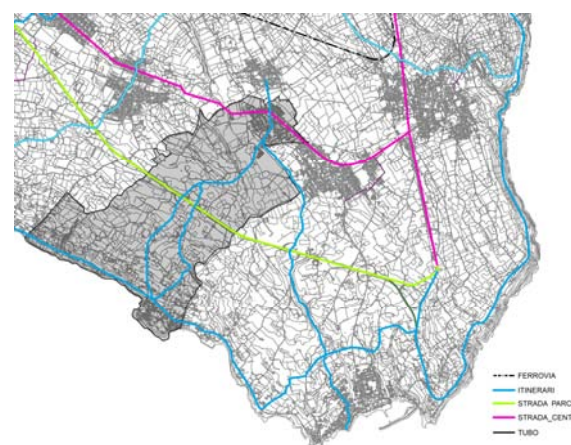 FERROVIA
ITINERARI
STRADA PARC
STRADA_CENT
TUBO